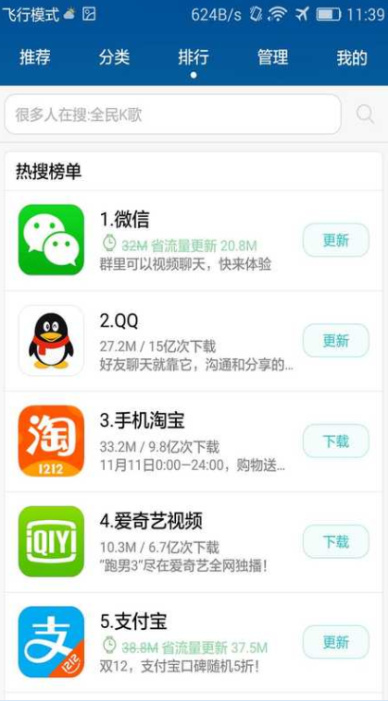 飞行模式 624B/s 11:39
推荐 分类 排行 管理 我的
很多人在搜:全民K歌
热搜榜单
1.微信
32M 省流量更新 20.8M
更新
群里可以视频聊天，快来体验
2.QQ
27.2M / 15亿次下载
更新
好友聊天就靠它，沟通和分享的...
淘
1212
3.手机淘宝
33.2M / 9.8亿次下载
下载
11月11日0:00—24:00，购物送...
iQIYI
4.爱奇艺视频
10.3M / 6.7亿次下载
下载
"跑男3"尽在爱奇艺全网独播！
支
1212
5.支付宝
38.8M 省流量更新 37.5M
更新
双12，支付宝口碑随机5折！